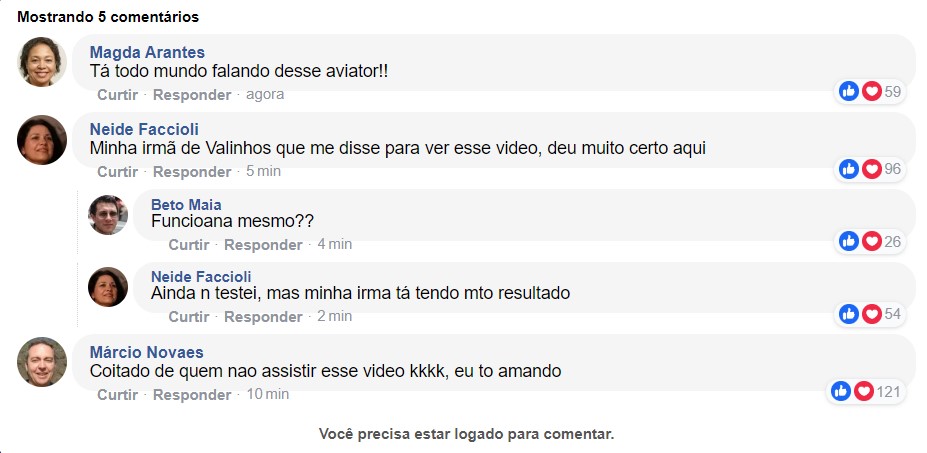 Mostrando 5 comentários
Magda Arantes
Tá todo mundo falando desse aviator!!
Curtir · Responder · agora
59
Neide Faccioli
Minha irmã de Valinhos que me disse para ver esse video, deu muito certo aqui
Curtir · Responder · 5 min
96
Beto Maia
Funcioana mesmo??
Curtir · Responder · 4 min
26
Neide Faccioli
Ainda n testei, mas minha irma tá tendo mto resultado
Curtir · Responder · 2 min
54
Márcio Novaes
Coitado de quem nao assistir esse video kkkk, eu to amando
Curtir · Responder · 10 min
121
Você precisa estar logado para comentar.